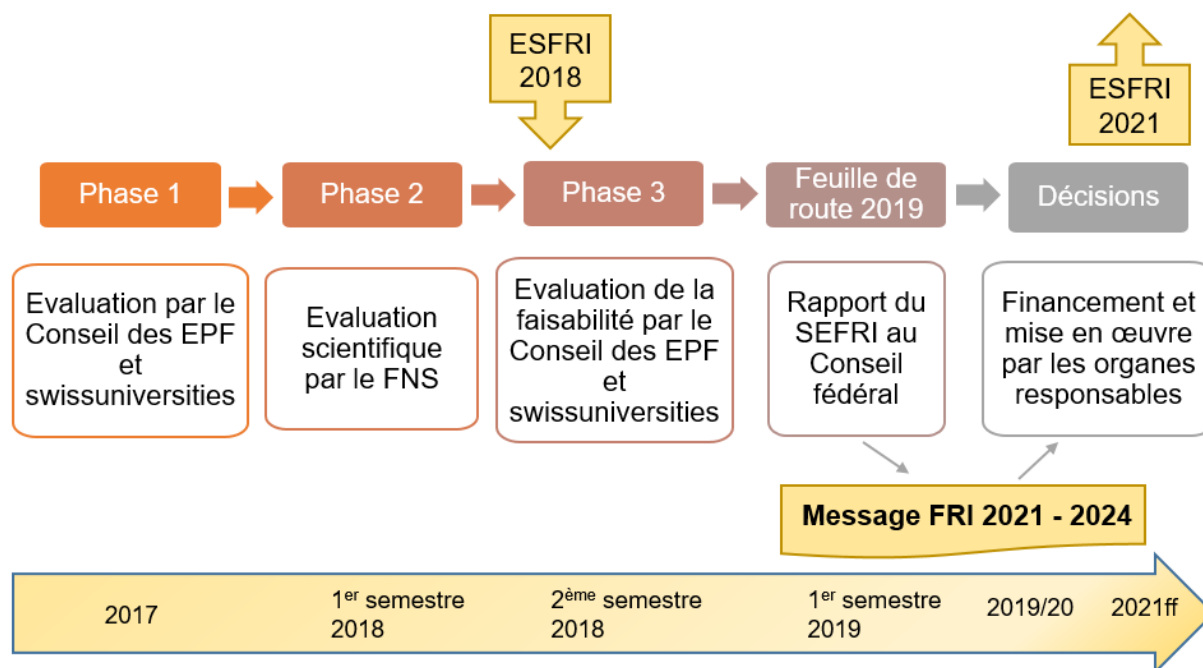 ESFRI
2018
ESFRI
2021
Phase 1
Phase 2
Phase 3
Feuille de
route 2019
Décisions
Evaluation par le
Conseil des EPF
et
swissuniversities
Evaluation
scientifique
par le FNS
Evaluation de la
faisabilité par le
Conseil des EPF
et
swissuniversities
Rapport du
SEFRI au
Conseil
fédéral
Financement et
mise en œuvre
par les organes
responsables
Message FRI 2021 - 2024
2017
1er semestre
2018
2ème semestre
2018
1er semestre
2019
2019/20
2021ff